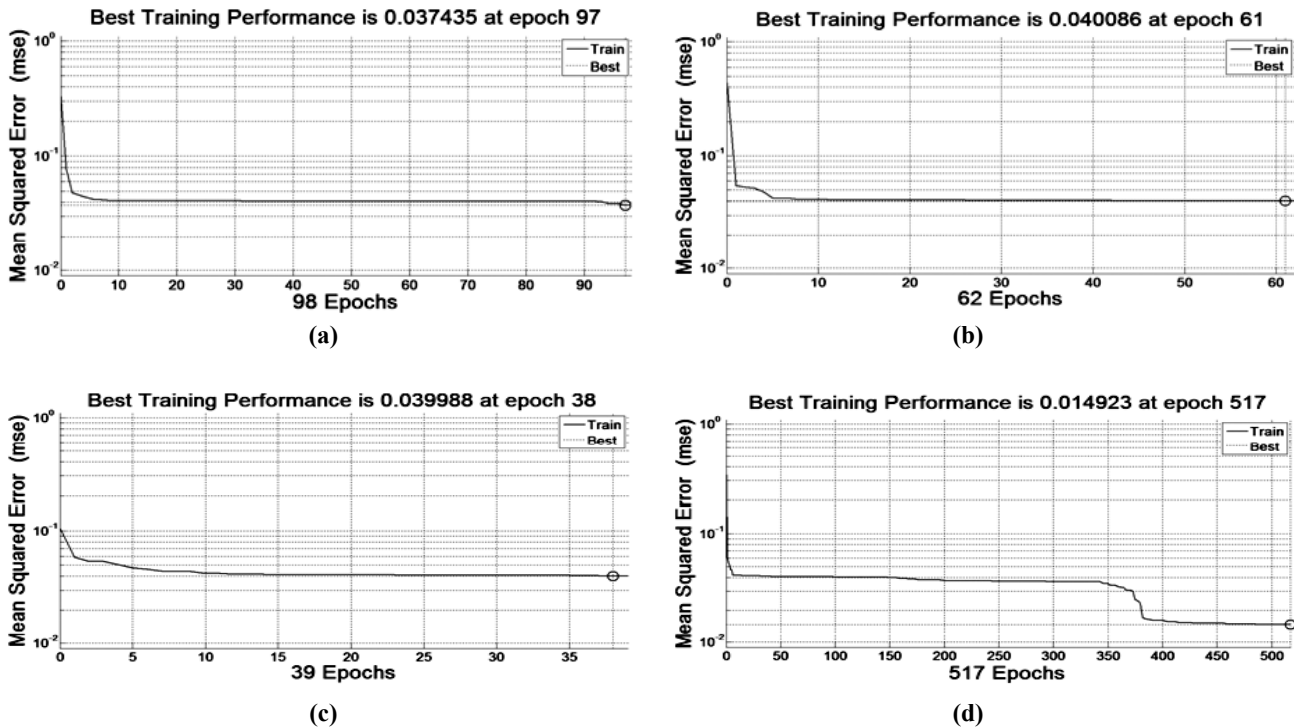 Best Training Performance is 0.037435 at epoch 97
Mean Squared Error (mse)
10^0
10^-1
10^-2
Train
Best
0 10 20 30 40 50 60 70 80 90
98 Epochs
(a)
Best Training Performance is 0.040086 at epoch 61
Mean Squared Error (mse)
10^0
10^-1
10^-2
Train
Best
0 10 20 30 40 50 60
62 Epochs
(b)
Best Training Performance is 0.039988 at epoch 38
Mean Squared Error (mse)
10^0
10^-1
10^-2
Train
Best
0 5 10 15 20 25 30 35
39 Epochs
(c)
Best Training Performance is 0.014923 at epoch 517
Mean Squared Error (mse)
10^0
10^-1
10^-2
Train
Best
0 50 100 150 200 250 300 350 400 450 500
517 Epochs
(d)